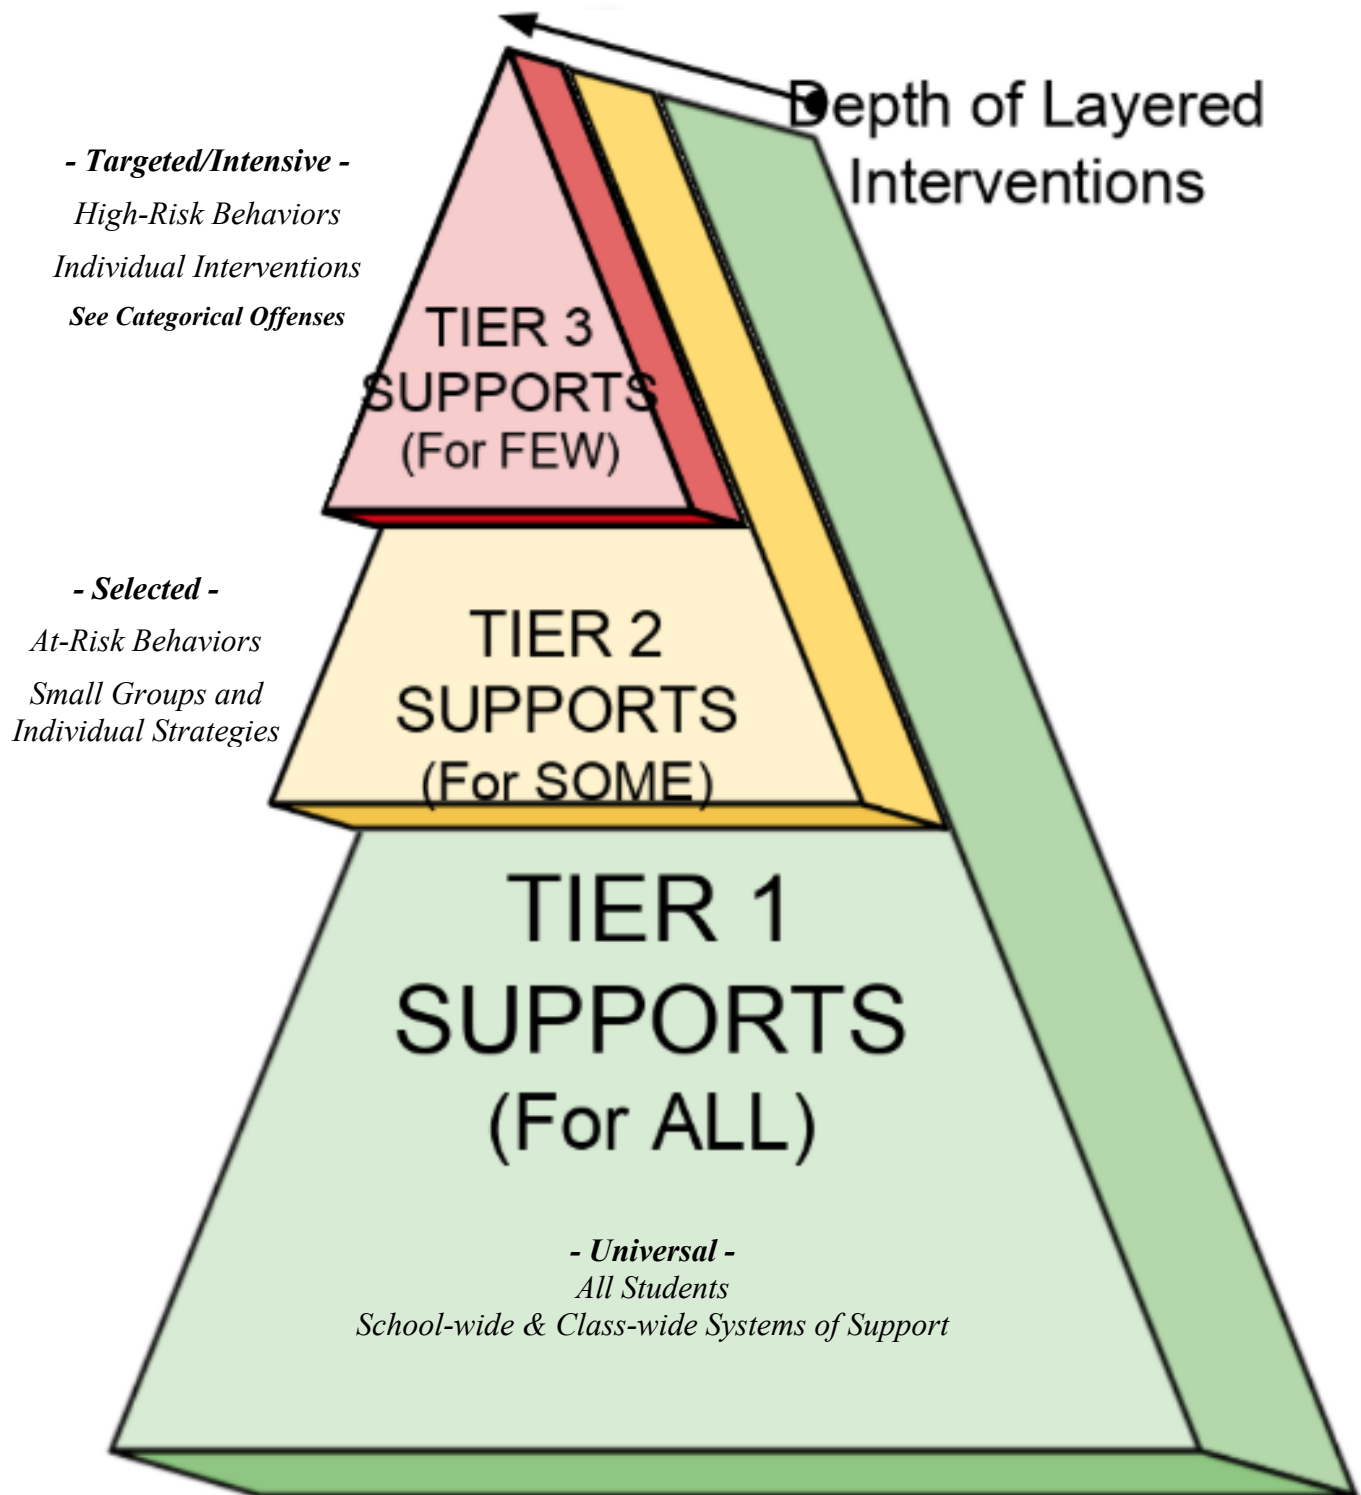 Depth of Layered
Interventions
- Targeted/Intensive -
High-Risk Behaviors
Individual Interventions
See Categorical Offenses
TIER 3
SUPPORTS
(For FEW)
- Selected -
At-Risk Behaviors
Small Groups and
Individual Strategies
TIER 2
SUPPORTS
(For SOME)
TIER 1
SUPPORTS
(For ALL)
- Universal -
All Students
School-wide & Class-wide Systems of Support